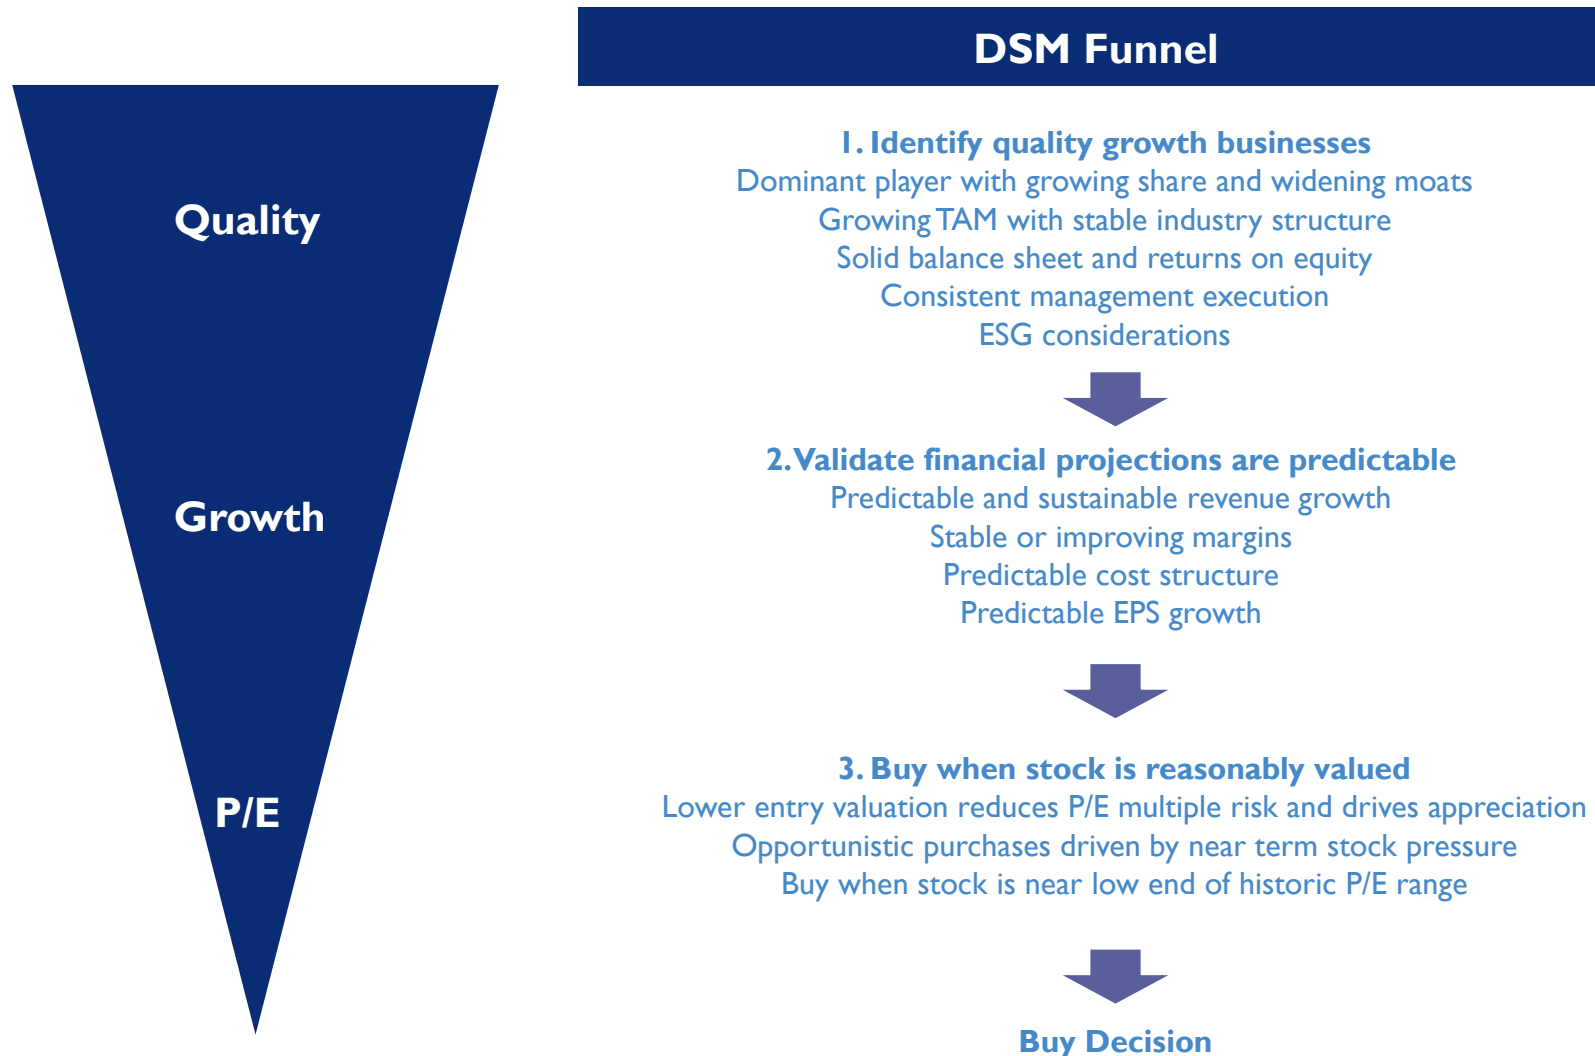 DSM Funnel
Quality
1. Identify quality growth businesses
Dominant player with growing share and widening moats
Growing TAM with stable industry structure
Solid balance sheet and returns on equity
Consistent management execution
ESG considerations
Growth
2. Validate financial projections are predictable
Predictable and sustainable revenue growth
Stable or improving margins
Predictable cost structure
Predictable EPS growth
P/E
3. Buy when stock is reasonably valued
Lower entry valuation reduces P/E multiple risk and drives appreciation
Opportunistic purchases driven by near term stock pressure
Buy when stock is near low end of historic P/E range
Buy Decision